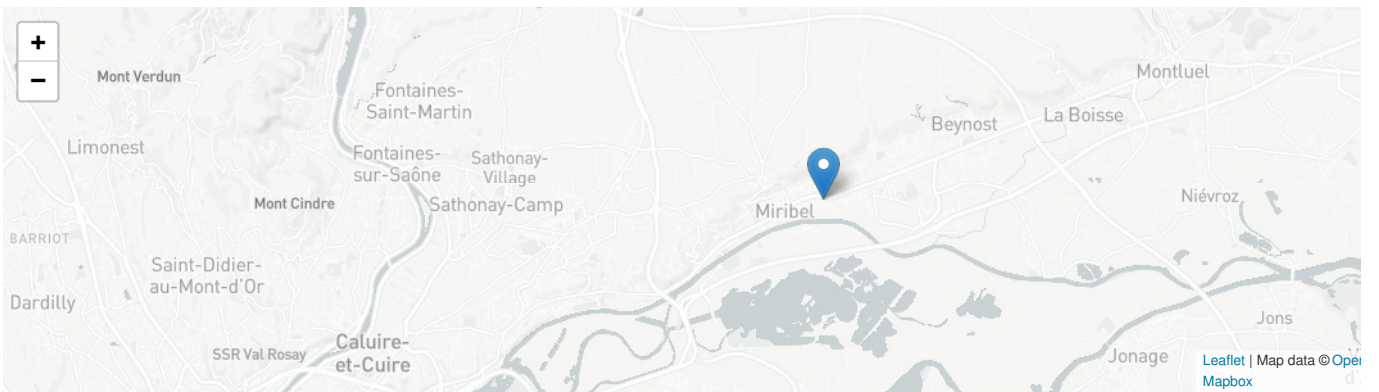 +
−
Mont Verdun
Montluel
Fontaines-
Saint-Martin
La Boisse
Beynost
Limonest
Fontaines-
sur-Saône
Sathonay-
Village
Niévroz
Mont Cindre
Sathonay-Camp
Miribel
BARRIOT
Saint-Didier-
au-Mont-d'Or
Dardilly
Jons
Caluire-
et-Cuire
SSR Val Rosay
Jonage
Leaflet | Map data © Open
Mapbox